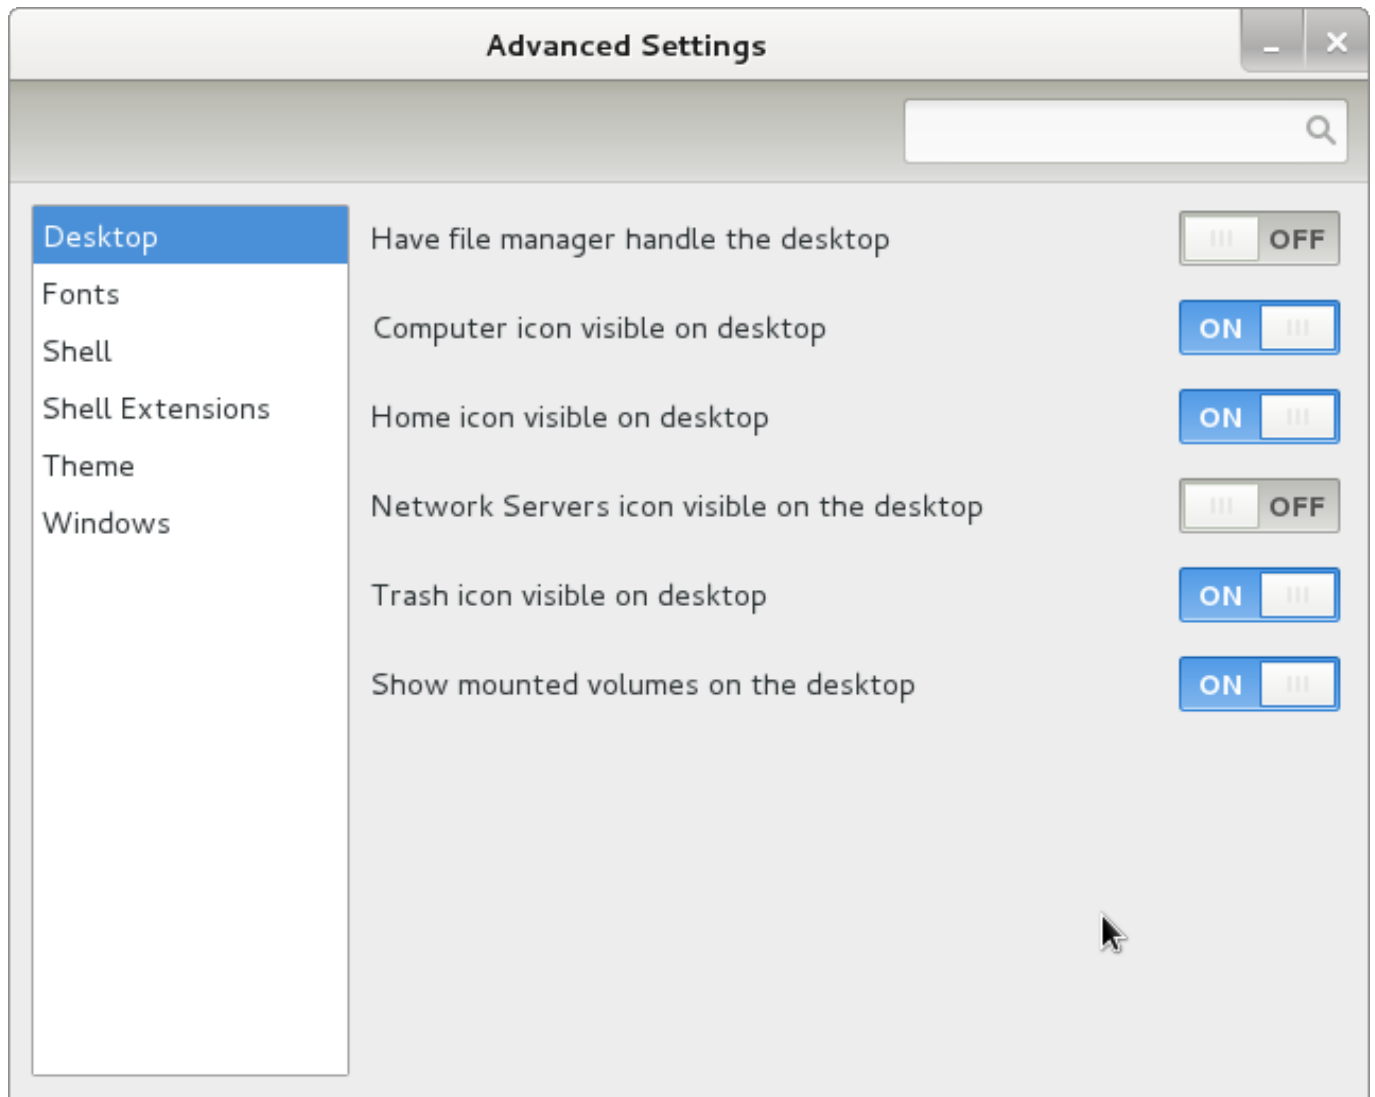 Advanced Settings
Desktop
Fonts
Shell
Shell Extensions
Theme
Windows
Have file manager handle the desktop OFF
Computer icon visible on desktop ON
Home icon visible on desktop ON
Network Servers icon visible on the desktop OFF
Trash icon visible on desktop ON
Show mounted volumes on the desktop ON